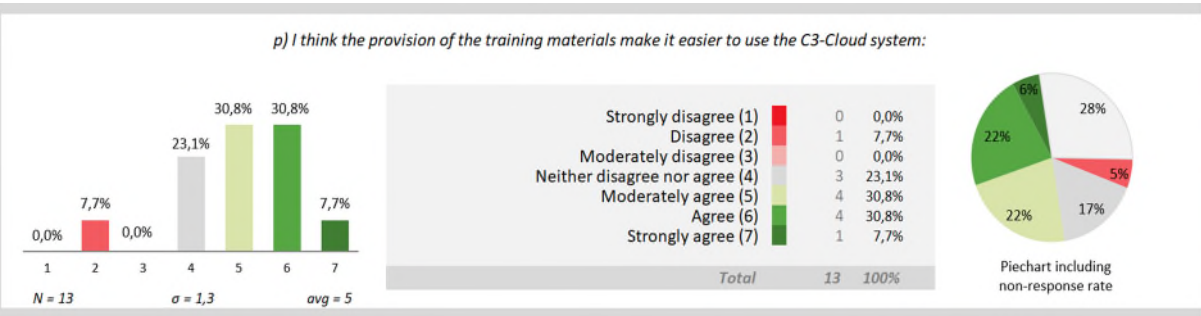 p) I think the provision of the training materials make it easier to use the C3-Cloud system:
30,8% 30,8%
23,1%
7,7% 7,7%
0,0% 0,0%
1 2 3 4 5 6 7
N = 13 σ = 1,3 avg = 5
Strongly disagree (1) 0 0,0%
Disagree (2) 1 7,7%
Moderately disagree (3) 0 0,0%
Neither disagree nor agree (4) 3 23,1%
Moderately agree (5) 4 30,8%
Agree (6) 4 30,8%
Strongly agree (7) 1 7,7%
Total 13 100%
6%
28%
22%
5%
17%
22%
Piechart including
non-response rate